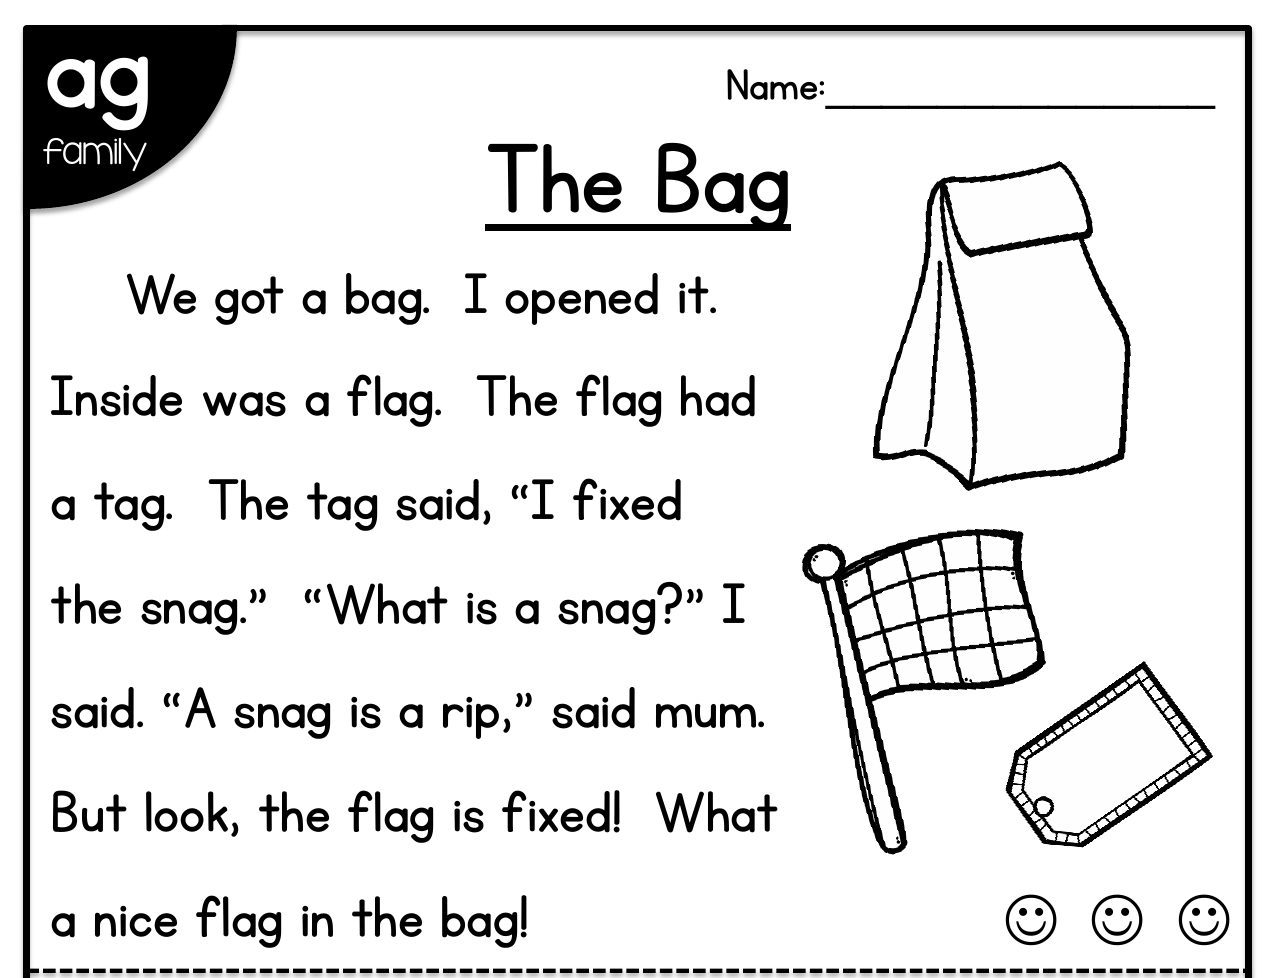 ag
family
Name:
The Bag
We got a bag. I opened it.
Inside was a flag. The flag had
a tag. The tag said, “I fixed
the snag.” “What is a snag?” I
said. “A snag is a rip,” said mum.
But look, the flag is fixed! What
a nice flag in the bag!